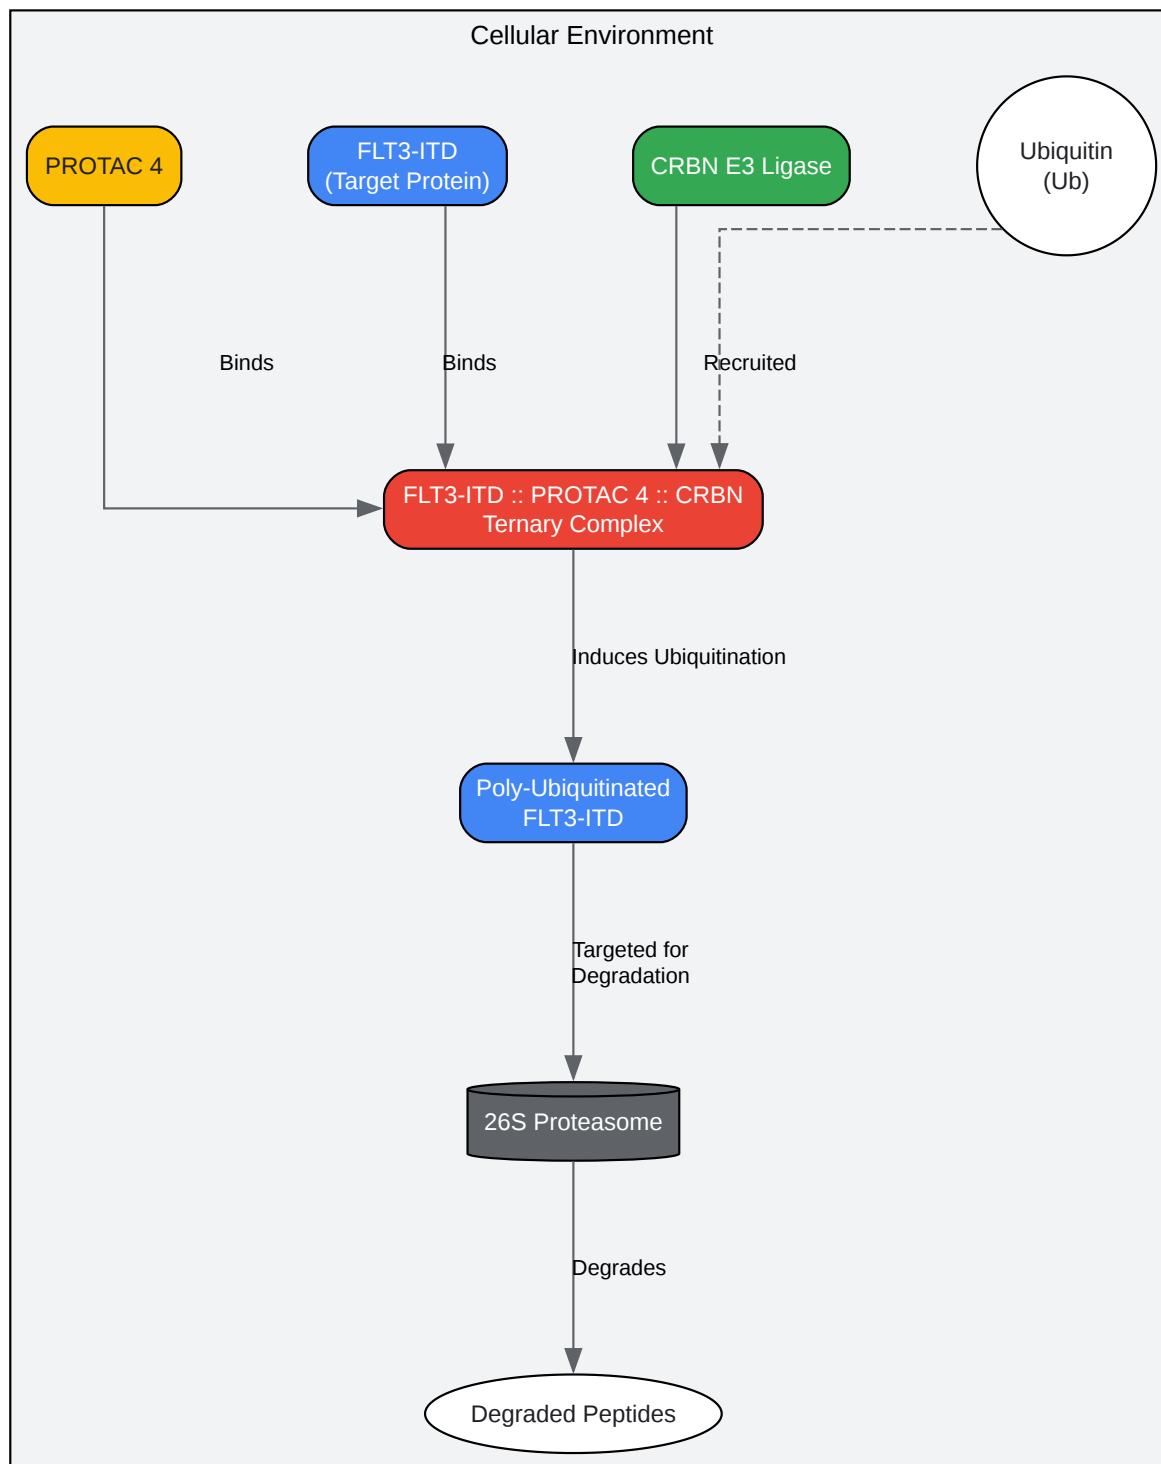 Cellular Environment
PROTAC 4
FLT3-ITD
(Target Protein)
CRBN E3 Ligase
Ubiquitin
(Ub)
Binds
Binds
Recruited
FLT3-ITD :: PROTAC 4 :: CRBN
Ternary Complex
Induces Ubiquitination
Poly-Ubiquitinated
FLT3-ITD
Targeted for
Degradation
26S Proteasome
Degrades
Degraded Peptides